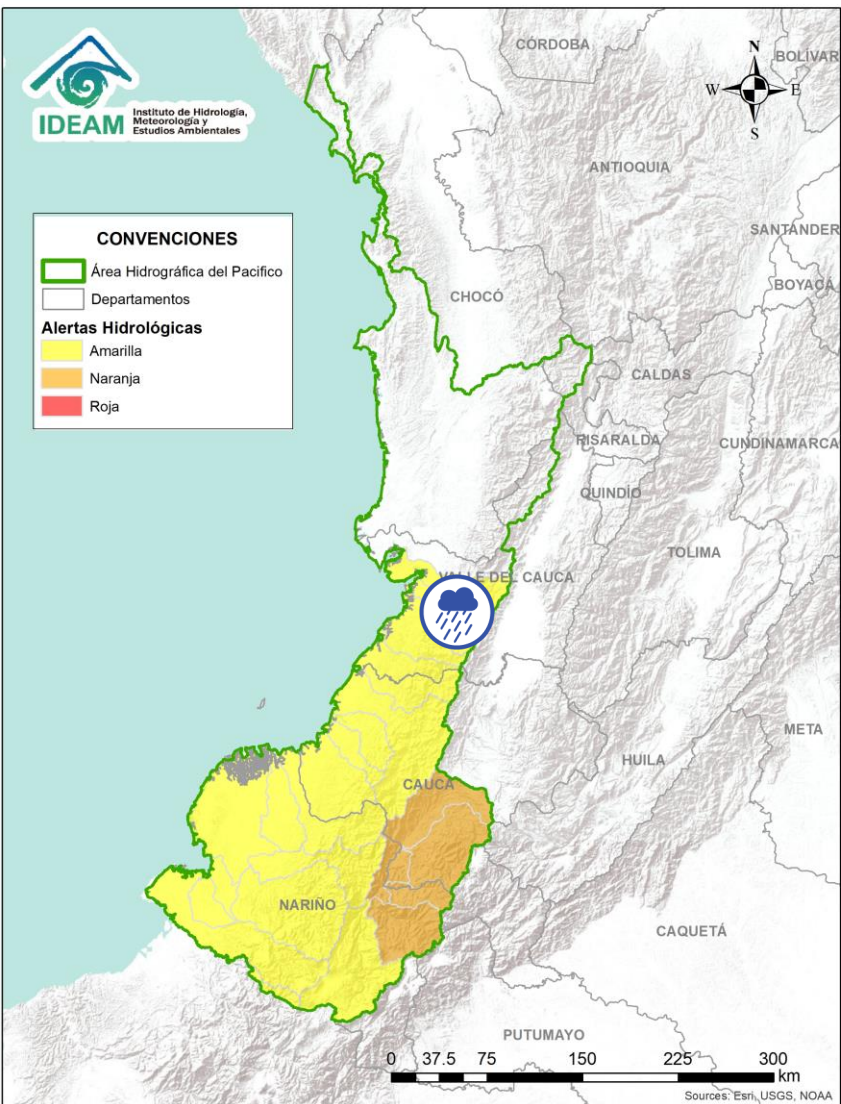 IDEAM
Instituto de Hidrología,
Meteorología y
Estudios Ambientales
N
W
E
S
CONVENCIONES
Área Hidrográfica del Pacifico
Departamentos
Alertas Hidrológicas
Amarilla
Naranja
Roja
CÓRDOBA
BOLÍVAR
ANTIOQUIA
SANTANDER
BOYACÁ
CHOCÓ
CALDAS
RISARALDA
CUNDINAMARCA
QUINDÍO
TOLIMA
VALLE DEL CAUCA
META
HUILA
CAUCA
NARIÑO
CAQUETÁ
PUTUMAYO
0 37.5 75 150 225 300
km
Sources: Esri, USGS, NOAA